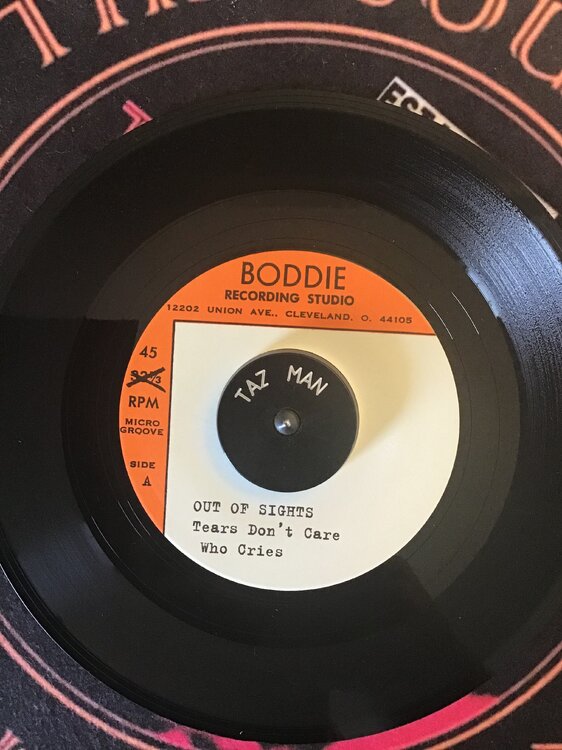 BODDIE
RECORDING STUDIO
12202 UNION AVE., CLEVELAND, O. 44105
45
33⅓
RPM
MICRO
GROOVE
SIDE
A
TAZ MAN
OUT OF SIGHTS
Tears Don't Care
Who Cries